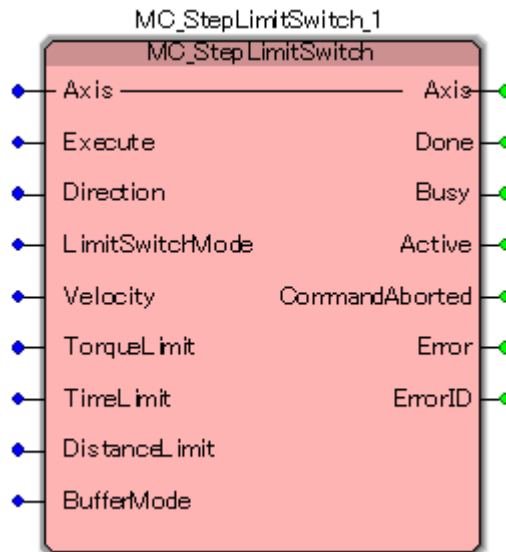 MC_StepLimitSwitch_1
MC_StepLimitSwitch
Axis Axis
Execute Done
Direction Busy
LimitSwitchMode Active
Velocity CommandAborted
TorqueLimit Error
TimeLimit ErrorID
DistanceLimit
BufferMode